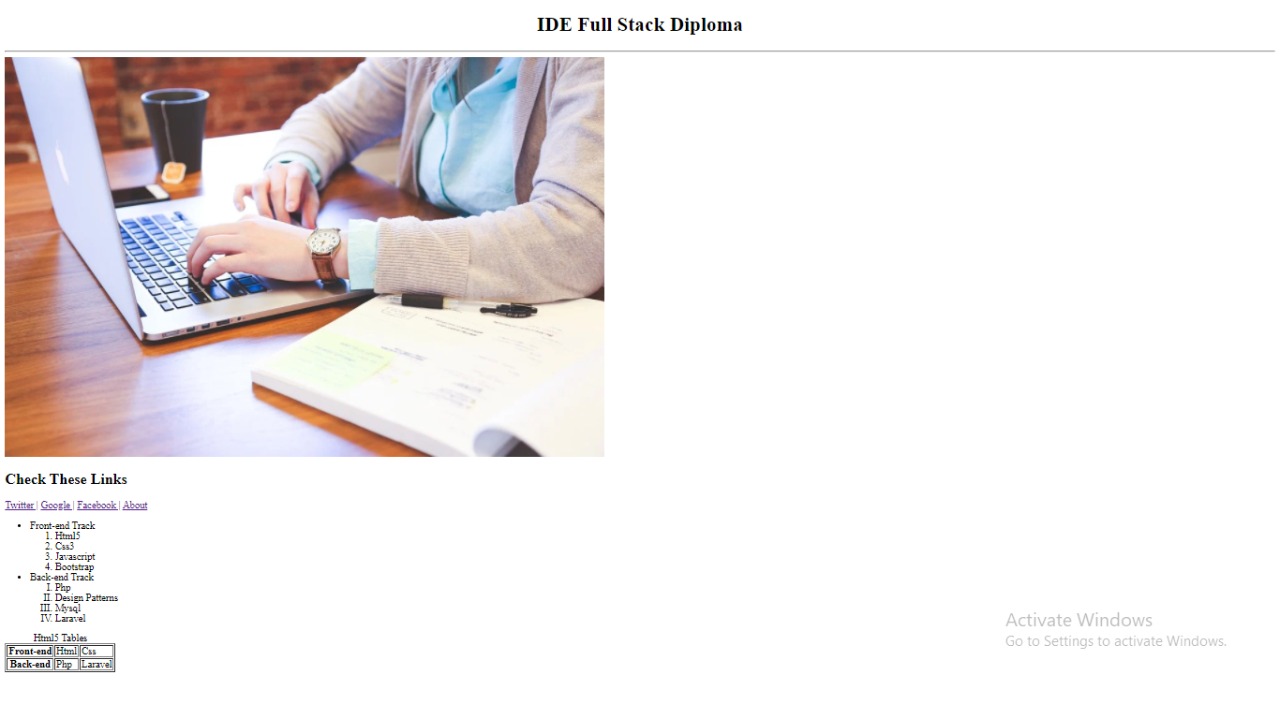 IDE Full Stack Diploma
Check These Links
Twitter | Google | Facebook | About
• Front-end Track
1. Html5
2. Css3
3. Javascript
4. Bootstrap
• Back-end Track
I. Php
II. Design Patterns
III. Mysql
IV. Laravel
Html5 Tables
Front-end Html Css
Back-end Php Laravel
Activate Windows
Go to Settings to activate Windows.